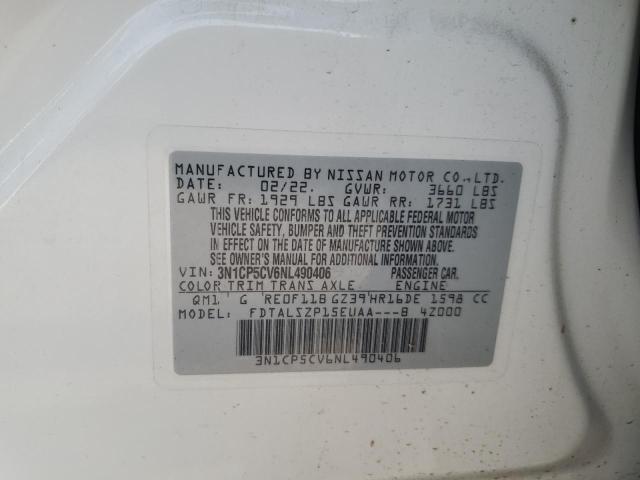 MANUFACTURED BY NISSAN MOTOR CO.,LTD.
DATE: 02/22. GVWR: 3660 LBS
GAWR FR: 1929 LBS GAWR RR: 1731 LBS
THIS VEHICLE CONFORMS TO ALL APPLICABLE FEDERAL MOTOR
VEHICLE SAFETY, BUMPER AND THEFT PREVENTION STANDARDS
IN EFFECT ON THE DATE OF MANUFACTURE SHOWN ABOVE.
SEE OWNER'S MANUAL FOR ADDITIONAL INFORMATION
VIN: 3N1CP5CV6NL490406 PASSENGER CAR.
COLOR TRIM TRANS AXLE ENGINE
QM1 G RE0F11B GZ39 HR16DE 1598 CC
MODEL: FDTALSZP15EUAA---B 42000
3N1CP5CV6NL490406